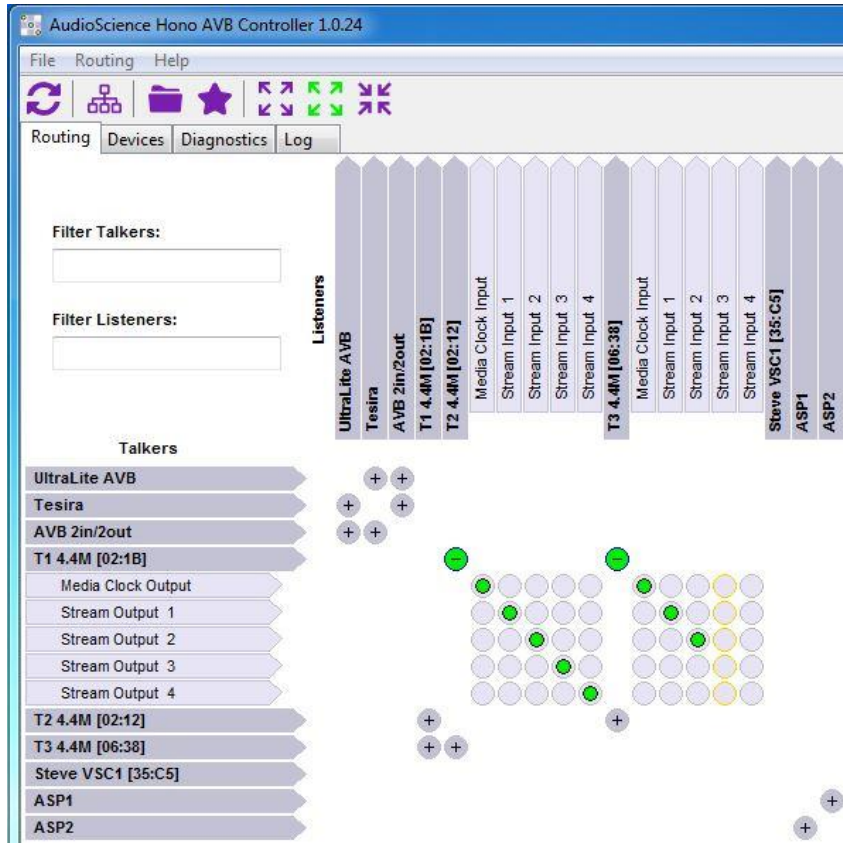 AudioScience Hono AVB Controller 1.0.24
File Routing Help
Routing Devices Diagnostics Log
Filter Talkers:
Filter Listeners:
Listeners
UltraLite AVB
Tesira
AVB 2in/2out
T1 4.4M [02:1B]
T2 4.4M [02:12]
Media Clock Input
Stream Input 1
Stream Input 2
Stream Input 3
Stream Input 4
T3 4.4M [06:38]
Media Clock Input
Stream Input 1
Stream Input 2
Stream Input 3
Stream Input 4
Steve VSC1 [35:C5]
ASP1
ASP2
Talkers
UltraLite AVB
Tesira
AVB 2in/2out
T1 4.4M [02:1B]
Media Clock Output
Stream Output 1
Stream Output 2
Stream Output 3
Stream Output 4
T2 4.4M [02:12]
T3 4.4M [06:38]
Steve VSC1 [35:C5]
ASP1
ASP2